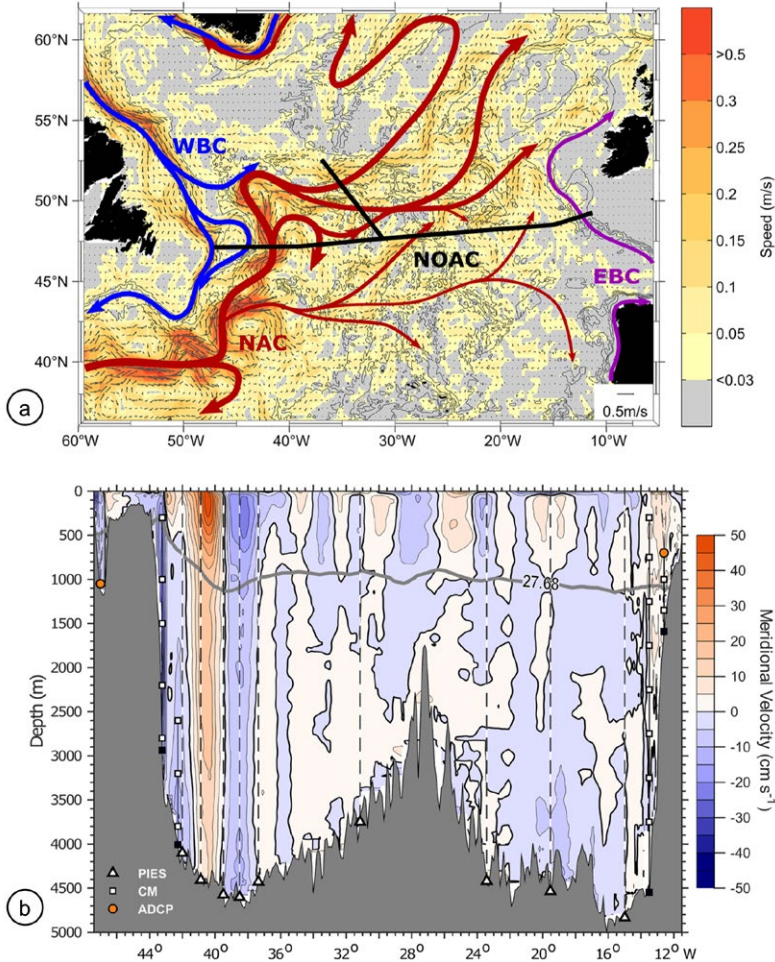 a
60°N
55°N
50°N
45°N
40°N
WBC
NOAC
EBC
NAC
0.5m/s
60°W
50°W
40°W
30°W
20°W
10°W
>0.5
0.3
0.25
0.2
0.15
0.1
0.05
<0.03
Speed (m/s)
b
Depth (m)
0
500
1000
1500
2000
2500
3000
3500
4000
4500
5000
27.68
PIES
CM
ADCP
44°
40°
36°
32°
28°
24°
20°
16°
12° W
50
40
30
20
10
0
-10
-20
-30
-40
-50
Meridional Velocity (cm s⁻¹)